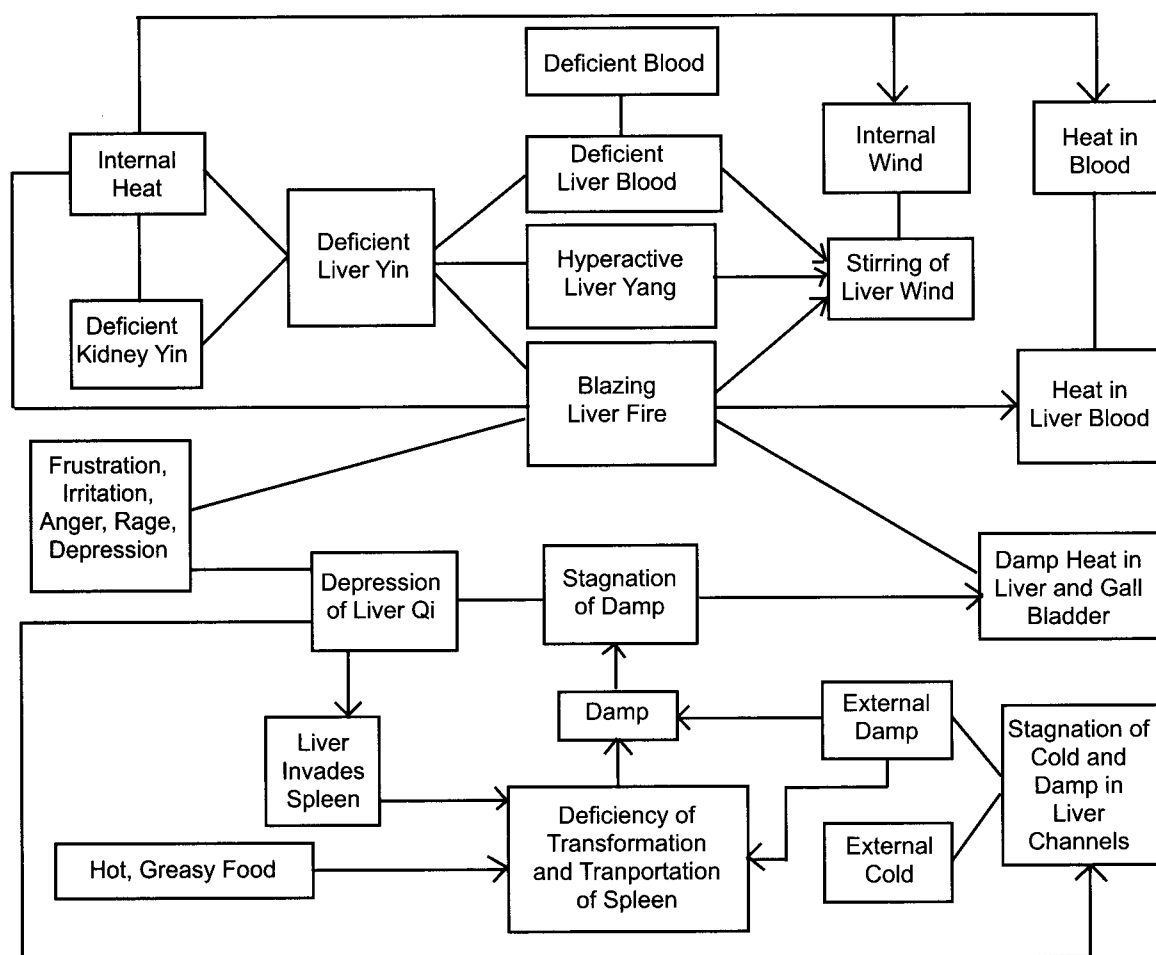 Deficient Blood
Internal
Heat
Deficient
Liver Blood
Internal
Wind
Heat in
Blood
Deficient
Liver Yin
Hyperactive
Liver Yang
Stirring of
Liver Wind
Deficient
Kidney Yin
Blazing
Liver Fire
Heat in
Liver Blood
Frustration,
Irritation,
Anger, Rage,
Depression
Depression
of Liver Qi
Stagnation
of Damp
Damp Heat in
Liver and Gall
Bladder
Liver
Invades
Spleen
Damp
External
Damp
Stagnation of
Cold and
Damp in
Liver
Channels
Hot, Greasy Food
Deficiency of
Transformation
and Tranportation
of Spleen
External
Cold